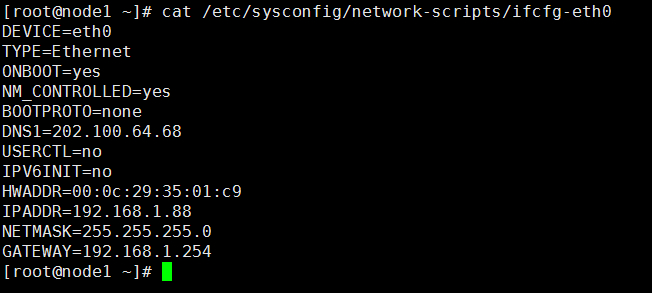 [root@node1 ~]# cat /etc/sysconfig/network-scripts/ifcfg-eth0
DEVICE=eth0
TYPE=Ethernet
ONBOOT=yes
NM_CONTROLLED=yes
BOOTPROTO=none
DNS1=202.100.64.68
USERCTL=no
IPV6INIT=no
HWADDR=00:0c:29:35:01:c9
IPADDR=192.168.1.88
NETMASK=255.255.255.0
GATEWAY=192.168.1.254
[root@node1 ~]#